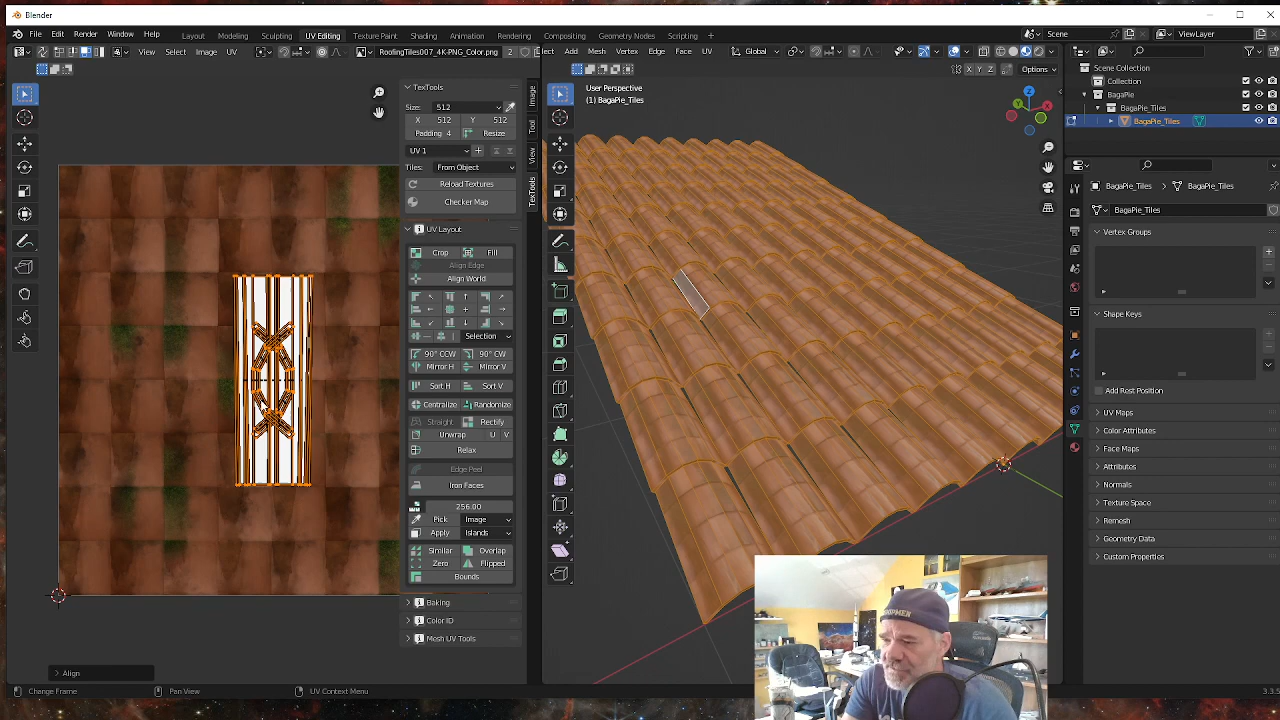 Blender
File Edit Render Window Help Layout Modeling Sculpting UV Editing Texture Paint Shading Animation Rendering Compositing Geometry Nodes Scripting + Scene ViewLayer
View Select Image UV RoofingTiles007_4K-PNG_Color.png
ect Add Mesh Vertex Edge Face UV Global
X Y Z Options
TexTools
Size: 512
X 512 Y 512
Padding 4 Resize
UV 1
Tiles: From Object
Reload Textures
Checker Map
UV Layout
Crop Fill
Align Edge
Align World
Selection
90° CCW 90° CW
Mirror H Mirror V
Sort H Sort V
Centralize Randomize
Straight Rectify
Unwrap U V
Relax
Edge Peel
Iron Faces
256.00
Pick Image
Apply Islands
Similar Overlap
Zero Flipped
Bounds
Baking
Color ID
Mesh UV Tools
Image
Tool
View
TexTools
Align
User Perspective
(1) BagaPie_Tiles
Z
Y
X
Scene Collection
Collection
BagaPie
BagaPie_Tiles
BagaPie_Tiles
BagaPie_Tiles BagaPie_Tiles
BagaPie_Tiles
Vertex Groups
Shape Keys
Add Rest Position
UV Maps
Color Attributes
Face Maps
Attributes
Normals
Texture Space
Remesh
Geometry Data
Custom Properties
Change Frame Pan View UV Context Menu 3.3.5